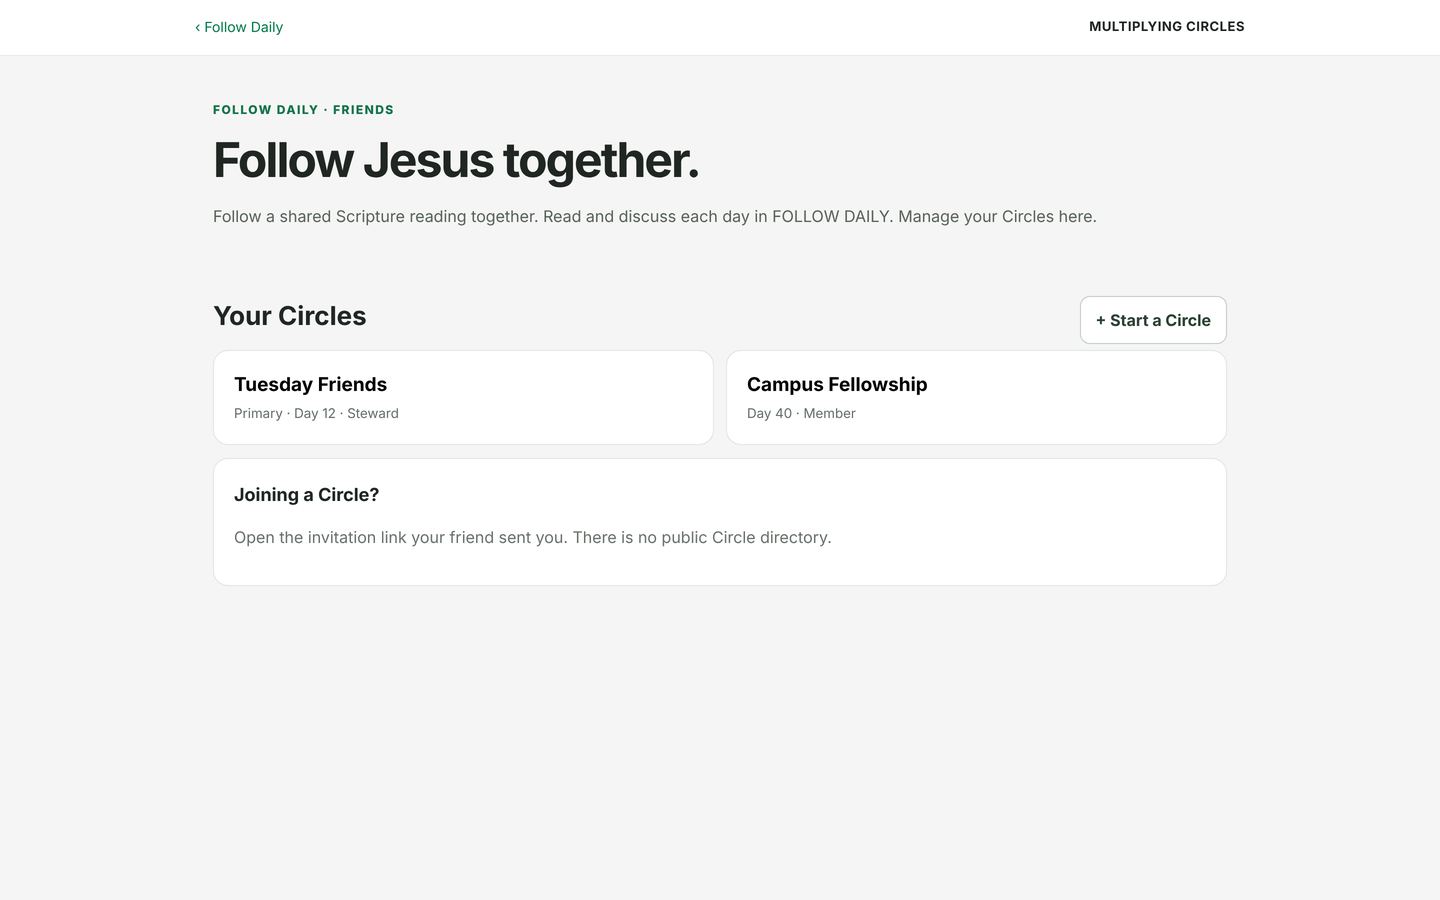 ‹ Follow Daily
MULTIPLYING CIRCLES
FOLLOW DAILY · FRIENDS
Follow Jesus together.
Follow a shared Scripture reading together. Read and discuss each day in FOLLOW DAILY. Manage your Circles here.
Your Circles
+ Start a Circle
Tuesday Friends
Primary · Day 12 · Steward
Campus Fellowship
Day 40 · Member
Joining a Circle?
Open the invitation link your friend sent you. There is no public Circle directory.